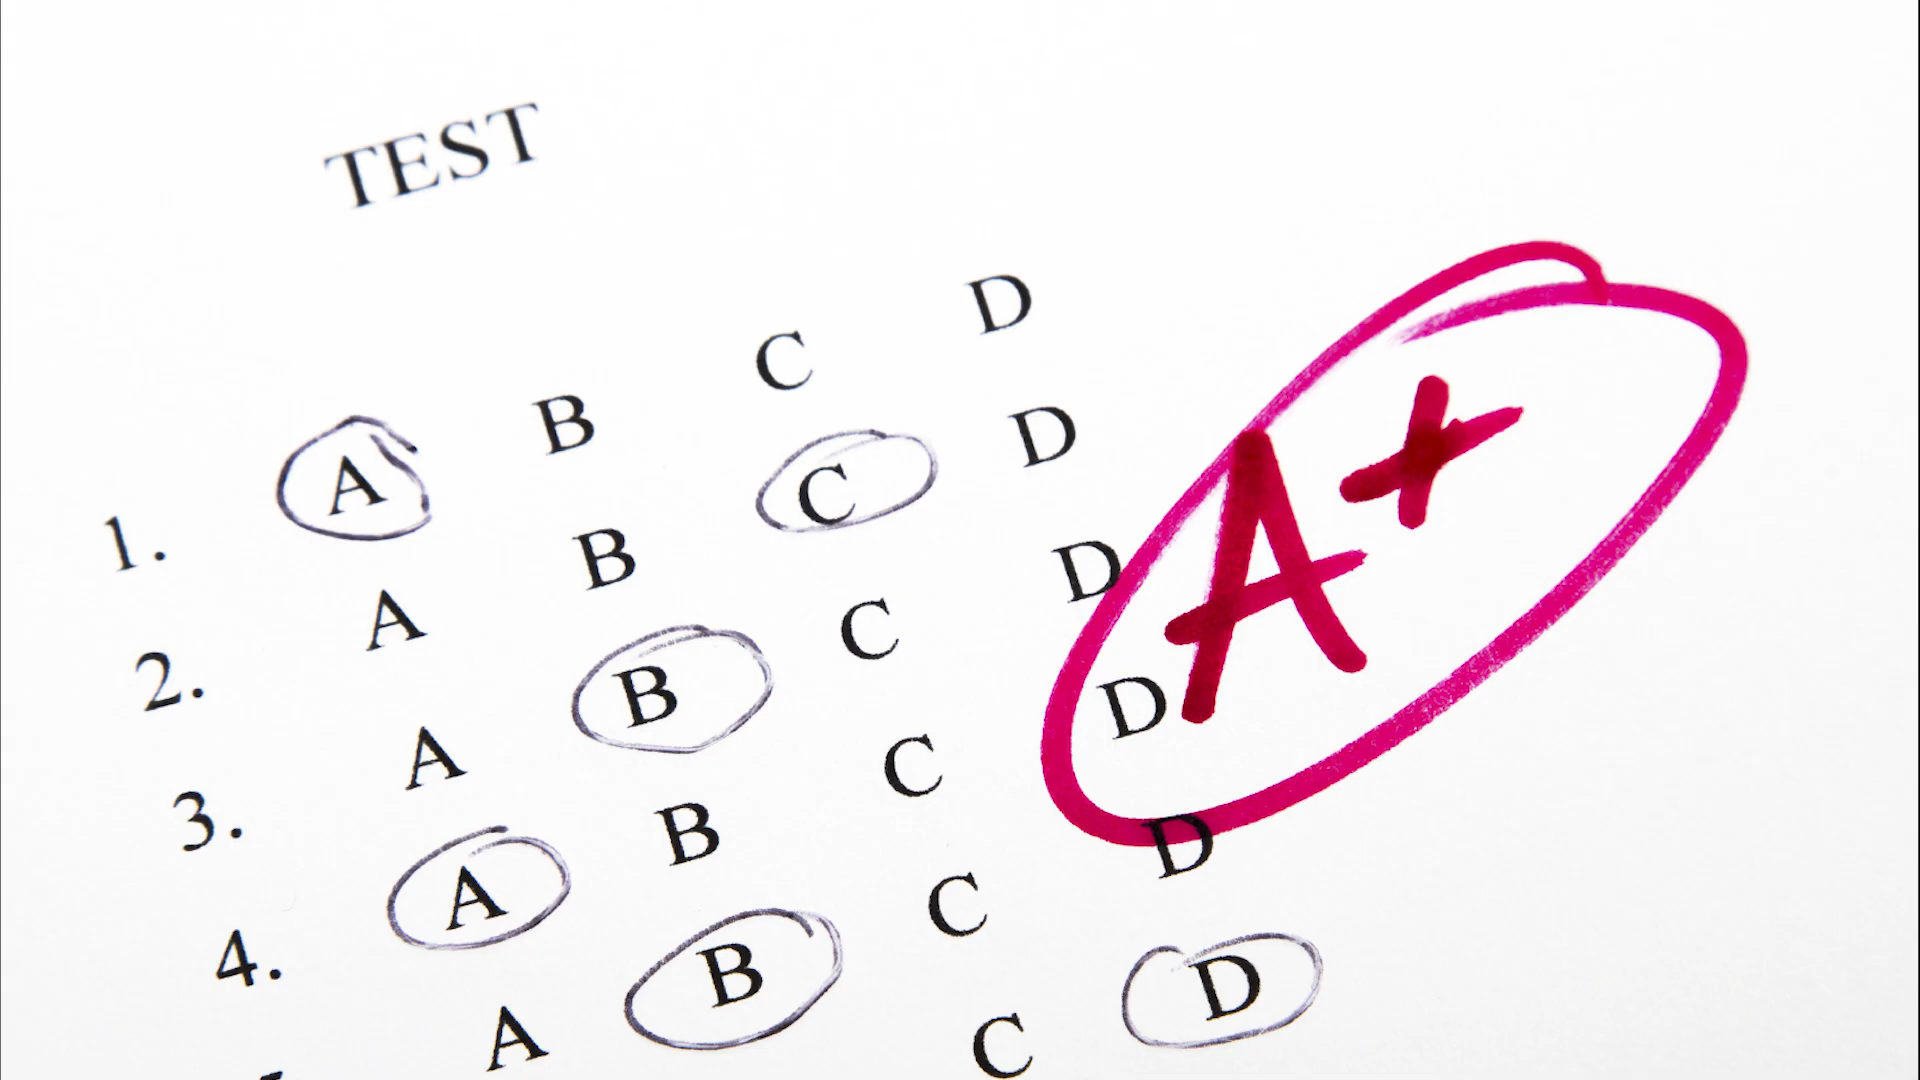 TEST
1. A B C D
2. A B C D
3. A B C D
4. A B C D
A B C D
C D
A+